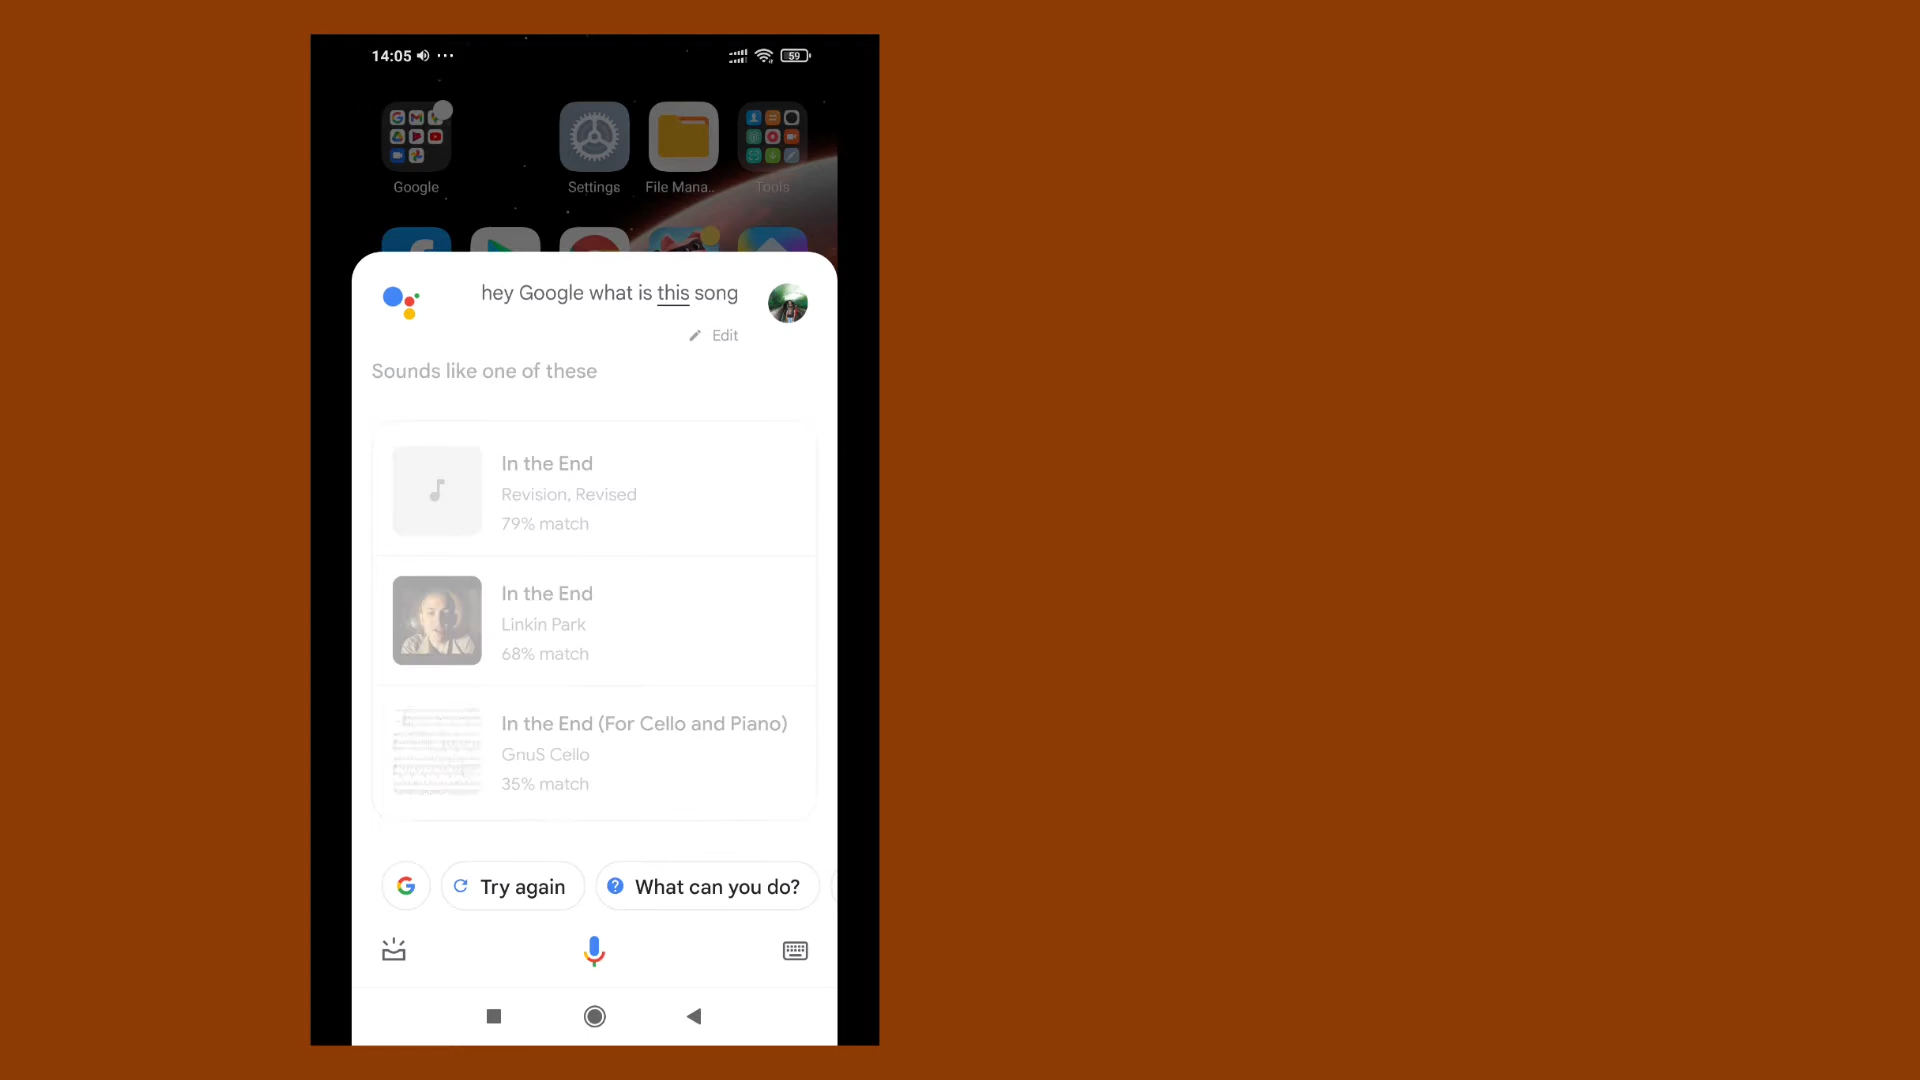 14:05
59
Google
Settings
File Mana..
Tools
hey Google what is this song
Edit
Sounds like one of these
In the End
Revision, Revised
79% match
In the End
Linkin Park
68% match
In the End (For Cello and Piano)
GnuS Cello
35% match
Try again
What can you do?